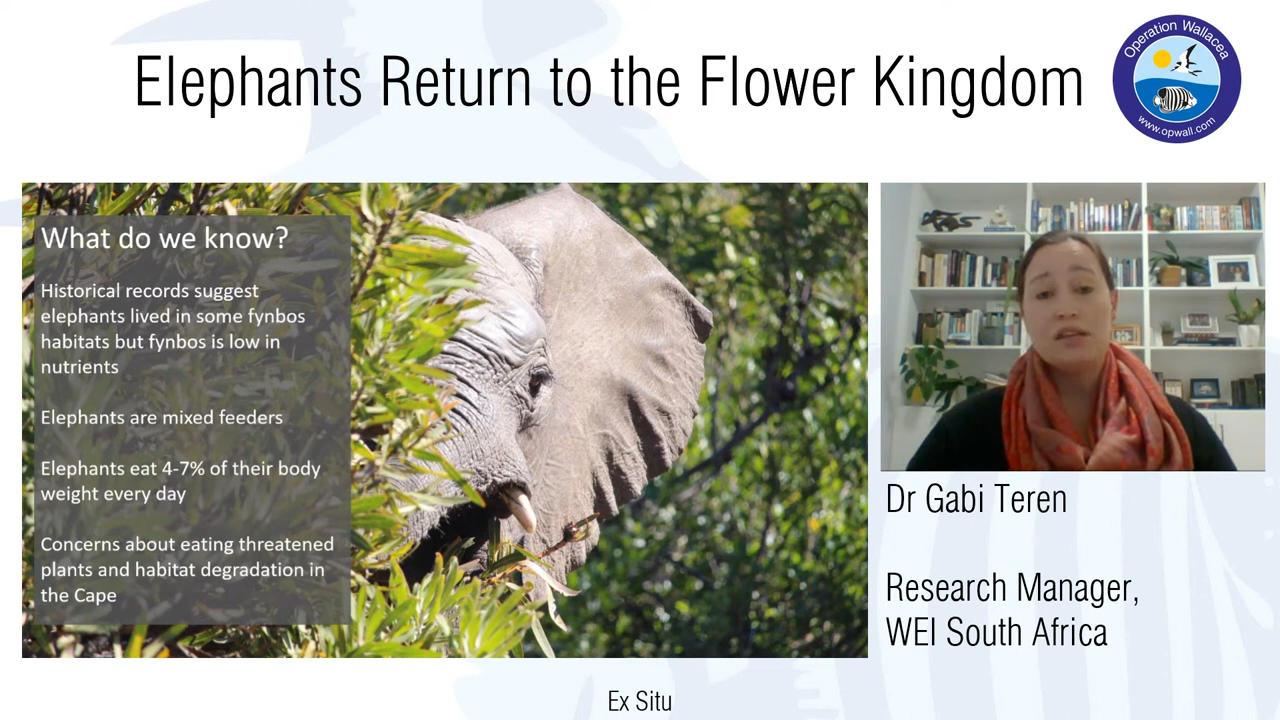 Elephants Return to the Flower Kingdom
Operation Wallacea
www.opwall.com
What do we know?
Historical records suggest
elephants lived in some fynbos
habitats but fynbos is low in
nutrients
Elephants are mixed feeders
Elephants eat 4-7% of their body
weight every day
Concerns about eating threatened
plants and habitat degradation in
the Cape
Dr Gabi Teren
Research Manager,
WEI South Africa
Ex Situ